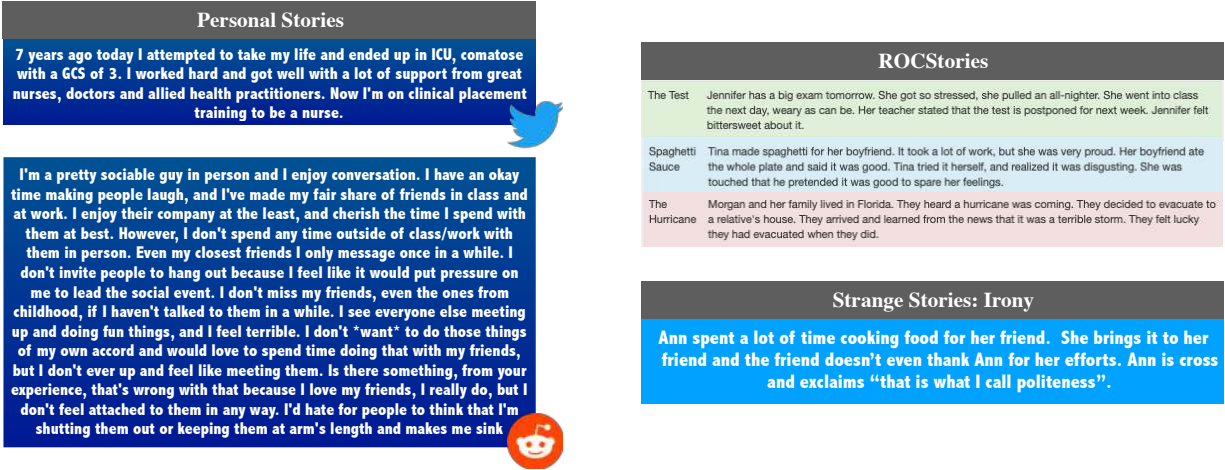 Personal Stories
7 years ago today I attempted to take my life and ended up in ICU, comatose
with a GCS of 3. I worked hard and got well with a lot of support from great
nurses, doctors and allied health practitioners. Now I'm on clinical placement
training to be a nurse.
I'm a pretty sociable guy in person and I enjoy conversation. I have an okay
time making people laugh, and I've made my fair share of friends in class and
at work. I enjoy their company at the least, and cherish the time I spend with
them at best. However, I don't spend any time outside of class/work with
them in person. Even my closest friends I only message once in a while. I
don't invite people to hang out because I feel like it would put pressure on
me to lead the social event. I don't miss my friends, even the ones from
childhood, if I haven't talked to them in a while. I see everyone else meeting
up and doing fun things, and I feel terrible. I don't *want* to do those things
of my own accord and would love to spend time doing that with my friends,
but I don't ever up and feel like meeting them. Is there something, from your
experience, that's wrong with that because I love my friends, I really do, but I
don't feel attached to them in any way. I'd hate for people to think that I'm
shutting them out or keeping them at arm's length and makes me sink
ROCStories
The Test
Jennifer has a big exam tomorrow. She got so stressed, she pulled an all-nighter. She went into class
the next day, weary as can be. Her teacher stated that the test is postponed for next week. Jennifer felt
bittersweet about it.
Spaghetti
Sauce
Tina made spaghetti for her boyfriend. It took a lot of work, but she was very proud. Her boyfriend ate
the whole plate and said it was good. Tina tried it herself, and realized it was disgusting. She was
touched that he pretended it was good to spare her feelings.
The
Hurricane
Morgan and her family lived in Florida. They heard a hurricane was coming. They decided to evacuate to
a relative's house. They arrived and learned from the news that it was a terrible storm. They felt lucky
they had evacuated when they did.
Strange Stories: Irony
Ann spent a lot of time cooking food for her friend. She brings it to her
friend and the friend doesn't even thank Ann for her efforts. Ann is cross
and exclaims “that is what I call politeness”.